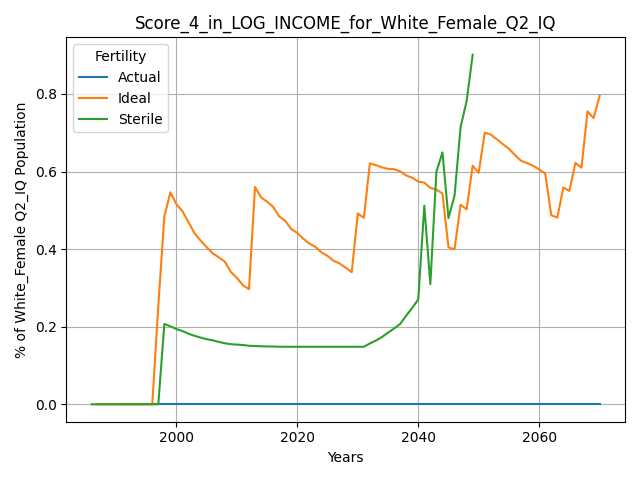 Score_4_in_LOG_INCOME_for_White_Female_Q2_IQ
Fertility
Actual
Ideal
Sterile
% of White_Female Q2_IQ Population
0.8
0.6
0.4
0.2
0.0
2000
2020
2040
2060
Years